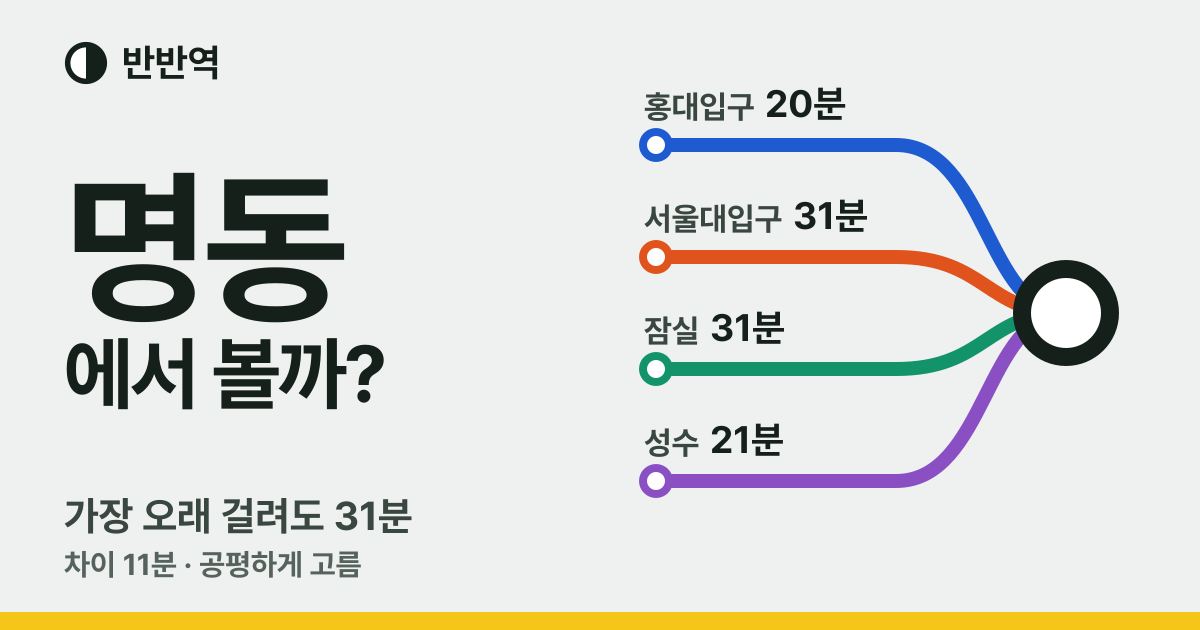 반반역
명동
에서 볼까?
가장 오래 걸려도 31분
차이 11분 · 공평하게 고름
홍대입구 20분
서울대입구 31분
잠실 31분
성수 21분